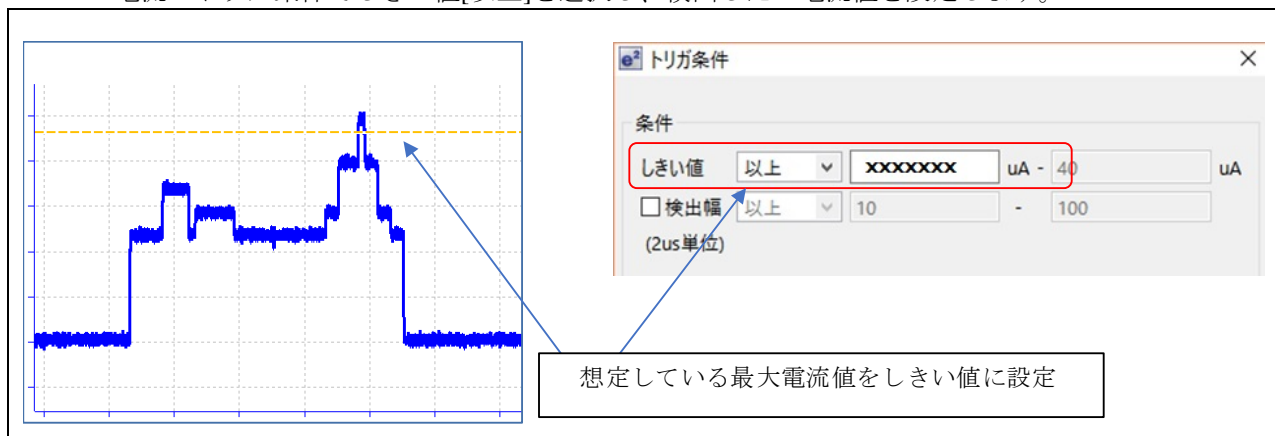 e² トリガ条件
条件
しきい値 以上 xxxxxxx uA - 40 uA
検出幅 以上 10 - 100
(2us単位)
想定している最大電流値をしきい値に設定